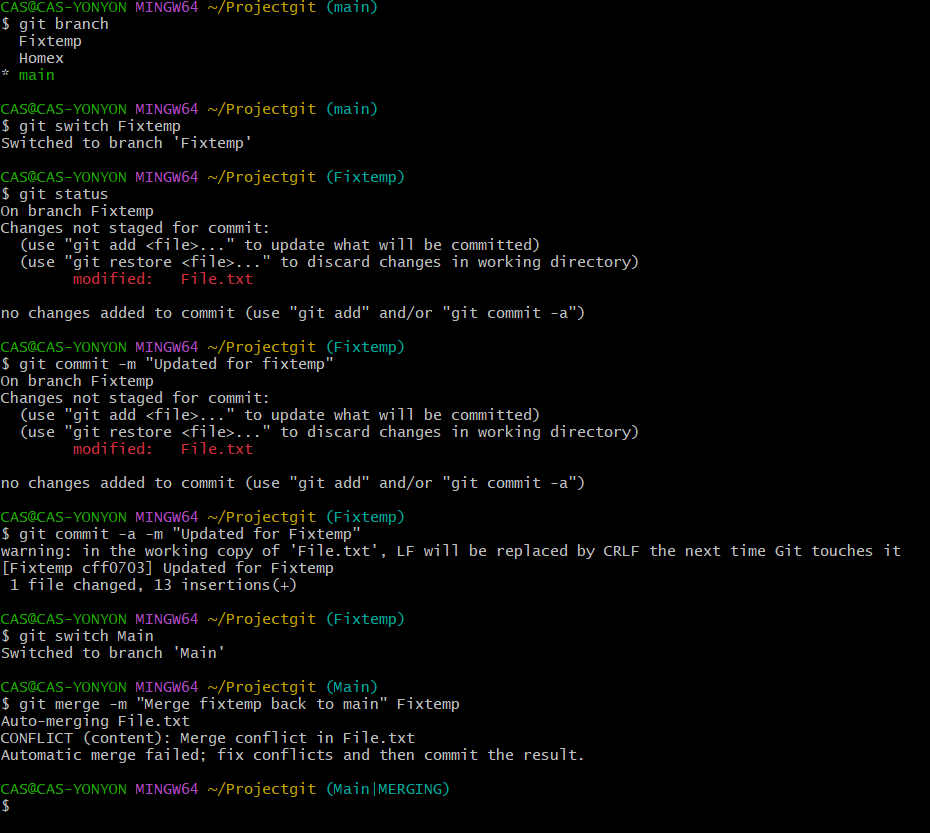 CAS@CAS-YONYON MINGW64 ~/Projectgit (main)
$ git branch
  Fixtemp
  Homex
* main

CAS@CAS-YONYON MINGW64 ~/Projectgit (main)
$ git switch Fixtemp
Switched to branch 'Fixtemp'

CAS@CAS-YONYON MINGW64 ~/Projectgit (Fixtemp)
$ git status
On branch Fixtemp
Changes not staged for commit:
  (use "git add <file>..." to update what will be committed)
  (use "git restore <file>..." to discard changes in working directory)
        modified:   File.txt

no changes added to commit (use "git add" and/or "git commit -a")

CAS@CAS-YONYON MINGW64 ~/Projectgit (Fixtemp)
$ git commit -m "Updated for fixtemp"
On branch Fixtemp
Changes not staged for commit:
  (use "git add <file>..." to update what will be committed)
  (use "git restore <file>..." to discard changes in working directory)
        modified:   File.txt

no changes added to commit (use "git add" and/or "git commit -a")

CAS@CAS-YONYON MINGW64 ~/Projectgit (Fixtemp)
$ git commit -a -m "Updated for Fixtemp"
warning: in the working copy of 'File.txt', LF will be replaced by CRLF the next time Git touches it
[Fixtemp cff0703] Updated for Fixtemp
 1 file changed, 13 insertions(+)

CAS@CAS-YONYON MINGW64 ~/Projectgit (Fixtemp)
$ git switch Main
Switched to branch 'Main'

CAS@CAS-YONYON MINGW64 ~/Projectgit (Main)
$ git merge -m "Merge fixtemp back to main" Fixtemp
Auto-merging File.txt
CONFLICT (content): Merge conflict in File.txt
Automatic merge failed; fix conflicts and then commit the result.

CAS@CAS-YONYON MINGW64 ~/Projectgit (Main|MERGING)
$